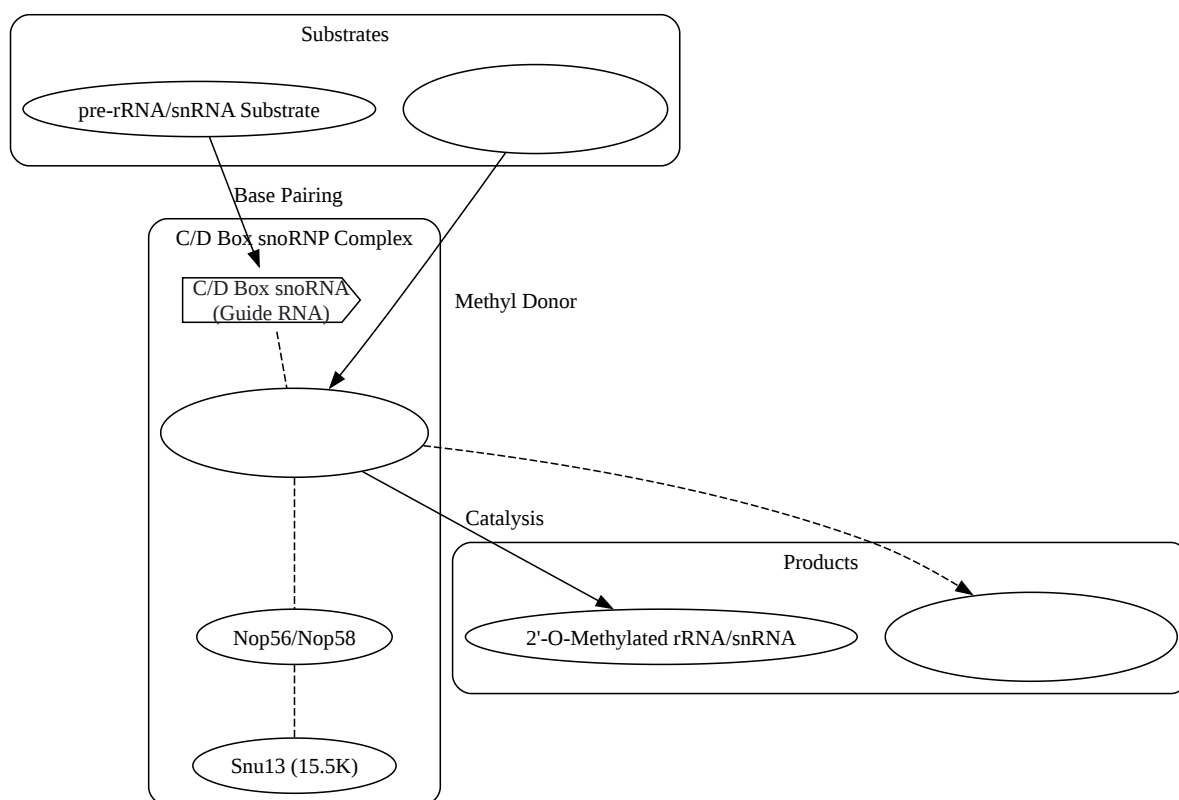 Substrates
pre-rRNA/snRNA Substrate
Base Pairing
C/D Box snoRNP Complex
C/D Box snoRNA
(Guide RNA)
Methyl Donor
Catalysis
Products
Nop56/Nop58
2'-O-Methylated rRNA/snRNA
Snu13 (15.5K)